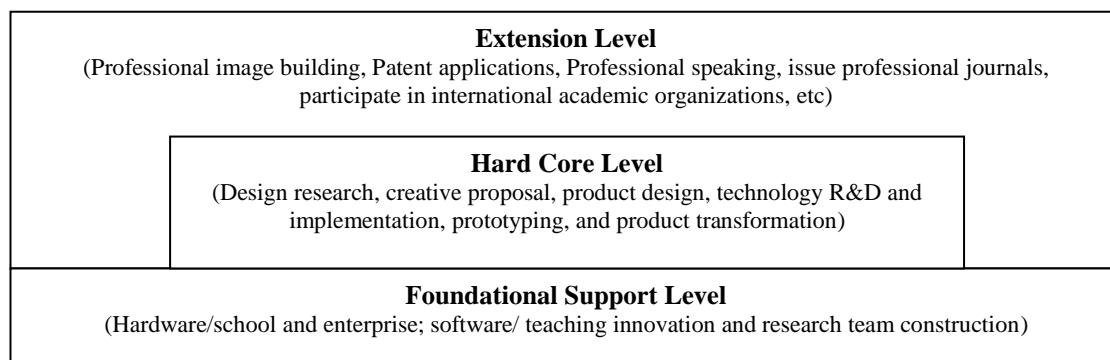 Extension Level
(Professional image building, Patent applications, Professional speaking, issue professional journals,
participate in international academic organizations, etc)
Hard Core Level
(Design research, creative proposal, product design, technology R&D and
implementation, prototyping, and product transformation)
Foundational Support Level
(Hardware/school and enterprise; software/ teaching innovation and research team construction)